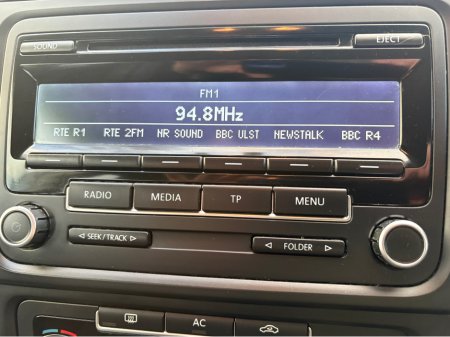 SOUND EJECT
FM1
94.8MHz
RTE R1 RTE 2FM NR SOUND BBC ULST NEWSTALK BBC R4
RADIO MEDIA TP MENU
◁ SEEK/TRACK ▷ ◁ FOLDER ▷
AC